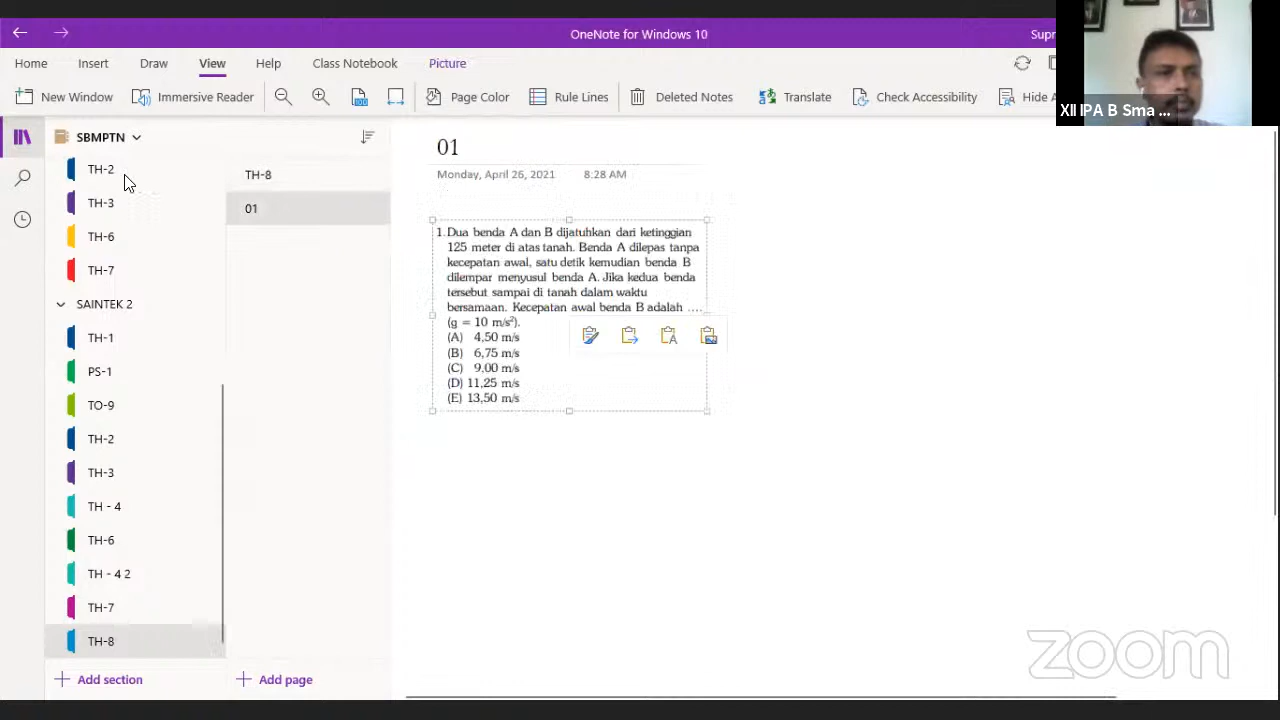 OneNote for Windows 10
Supr
Home Insert Draw View Help Class Notebook Picture
New Window Immersive Reader Page Color Rule Lines Deleted Notes Translate Check Accessibility Hide A
XII IPA B Sma ...
SBMPTN
TH-2
TH-3
TH-6
TH-7
SAINTEK 2
TH-1
PS-1
TO-9
TH-2
TH-3
TH - 4
TH-6
TH - 4 2
TH-7
TH-8
Add section
TH-8
01
Add page
01
Monday, April 26, 2021 8:28 AM
1. Dua benda A dan B dijatuhkan dari ketinggian
125 meter di atas tanah. Benda A dilepas tanpa
kecepatan awal, satu detik kemudian benda B
dilempar menyusul benda A. Jika kedua benda
tersebut sampai di tanah dalam waktu
bersamaan. Kecepatan awal benda B adalah ....
(g = 10 m/s²).
(A) 4,50 m/s
(B) 6,75 m/s
(C) 9,00 m/s
(D) 11,25 m/s
(E) 13,50 m/s
zoom